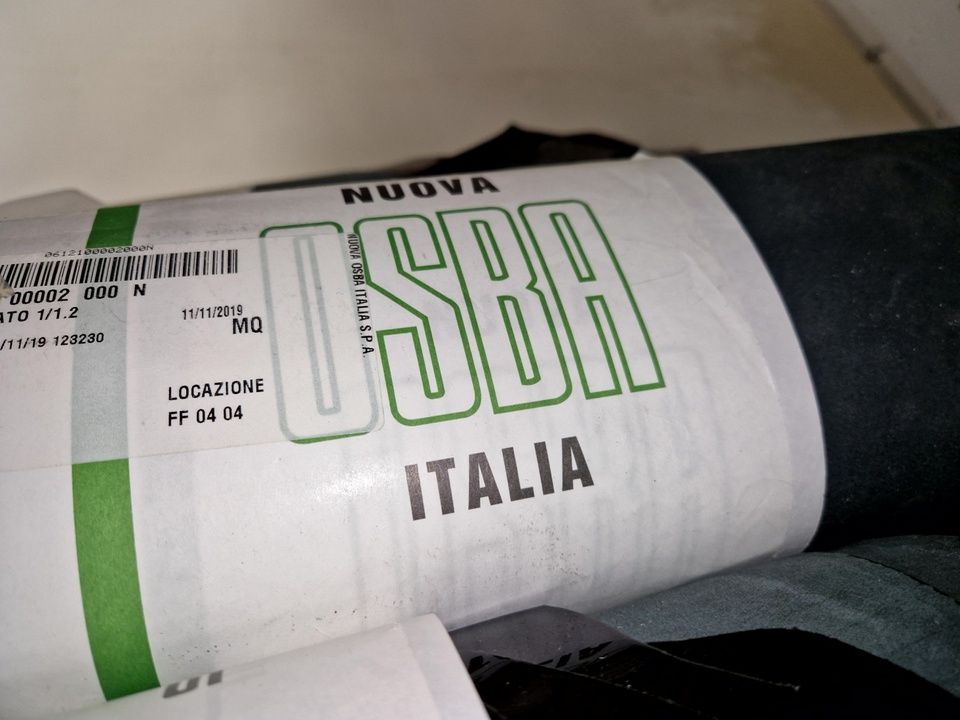 NUOVA
OSBA
ITALIA
0612100002000N
00002 000 N
ATO 1/1.2
11/11/2019
MQ
/11/19 123230
LOCAZIONE
FF 04 04
NUOVA OSBA ITALIA S.P.A.